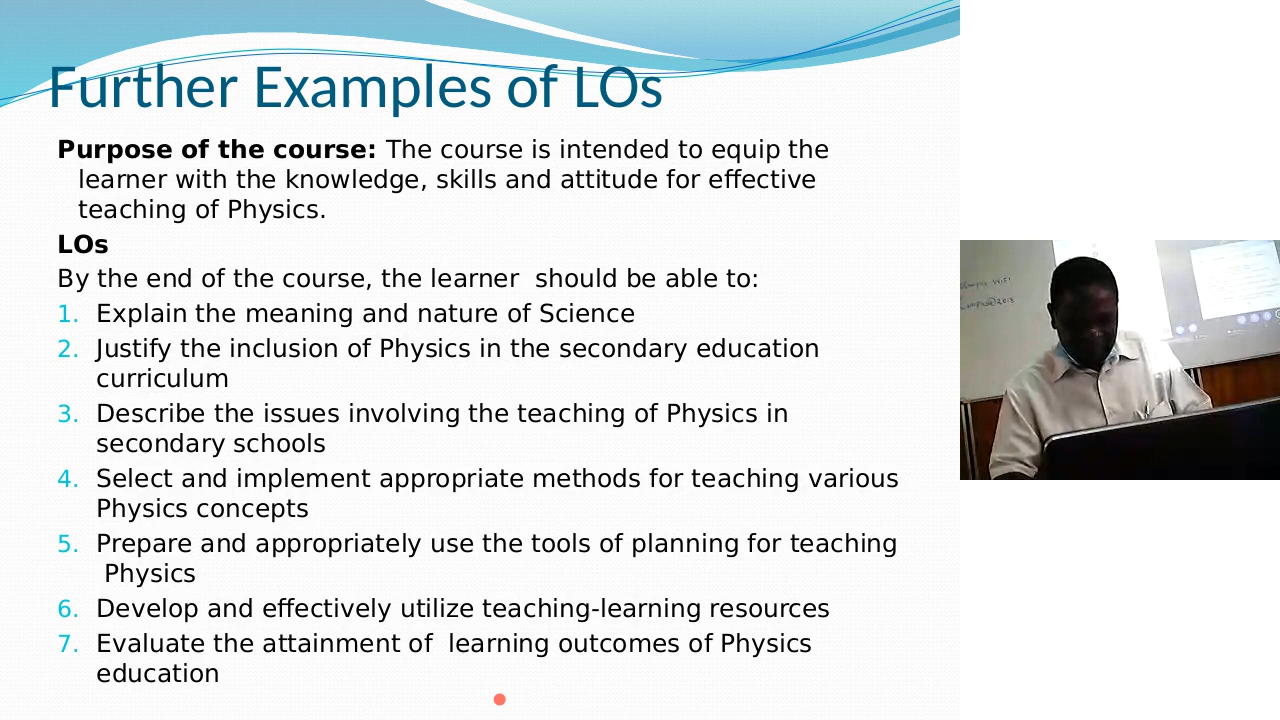 Further Examples of LOs
Purpose of the course: The course is intended to equip the
learner with the knowledge, skills and attitude for effective
teaching of Physics.
LOs
By the end of the course, the learner  should be able to:
1. Explain the meaning and nature of Science
2. Justify the inclusion of Physics in the secondary education
curriculum
3. Describe the issues involving the teaching of Physics in
secondary schools
4. Select and implement appropriate methods for teaching various
Physics concepts
5. Prepare and appropriately use the tools of planning for teaching
Physics
6. Develop and effectively utilize teaching-learning resources
7. Evaluate the attainment of  learning outcomes of Physics
education